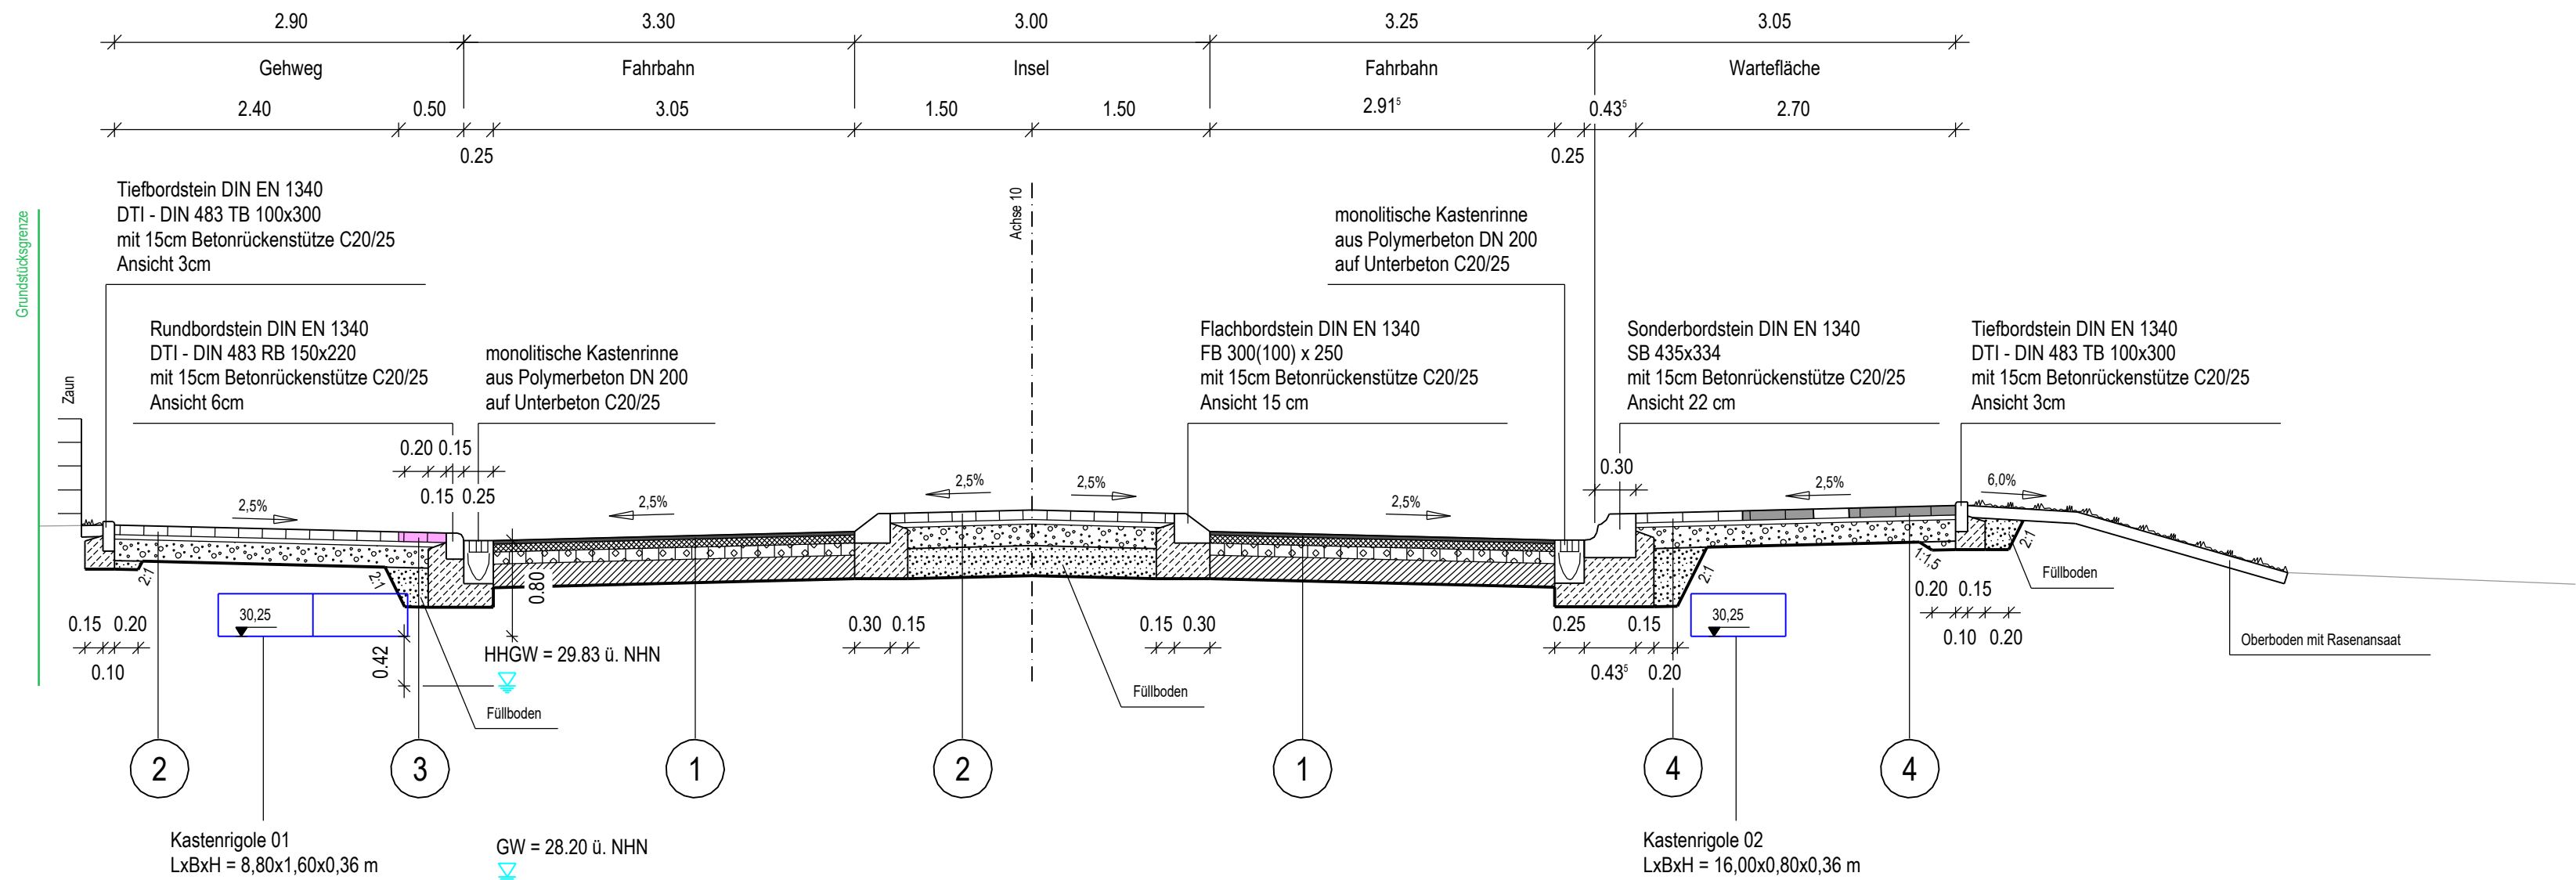 2.90
3.30
3.00
3.25
3.05
Gehweg
Fahrbahn
Insel
Fahrbahn
Wartefläche
2.40
0.50
3.05
1.50
1.50
2.91⁵
0.43⁵
2.70
0.25
0.25
Tiefbordstein DIN EN 1340
DTI - DIN 483 TB 100x300
mit 15cm Betonrückenstütze C20/25
Ansicht 3cm
Grundstücksgrenze
Achse 10
monolitische Kastenrinne
aus Polymerbeton DN 200
auf Unterbeton C20/25
Rundbordstein DIN EN 1340
DTI - DIN 483 RB 150x220
mit 15cm Betonrückenstütze C20/25
Ansicht 6cm
monolitische Kastenrinne
aus Polymerbeton DN 200
auf Unterbeton C20/25
Flachbordstein DIN EN 1340
FB 300(100) x 250
mit 15cm Betonrückenstütze C20/25
Ansicht 15 cm
Sonderbordstein DIN EN 1340
SB 435x334
mit 15cm Betonrückenstütze C20/25
Ansicht 22 cm
Tiefbordstein DIN EN 1340
DTI - DIN 483 TB 100x300
mit 15cm Betonrückenstütze C20/25
Ansicht 3cm
Zaun
0.20
0.15
0.15
0.25
0.30
2,5%
2,5%
2,5%
2,5%
2,5%
2,5%
6,0%
2:1
2:1
2:1
1:1,5
2:1
0.80
Füllboden
30,25
30,25
0.15
0.20
0.10
0.42
HHGW = 29.83 ü. NHN
0.30
0.15
0.15
0.30
0.25
0.15
0.43⁵
0.20
0.20
0.15
0.10
0.20
Oberboden mit Rasenansaat
Füllboden
Füllboden
2
3
1
2
1
4
4
Kastenrigole 01
LxBxH = 8,80x1,60x0,36 m
GW = 28.20 ü. NHN
Kastenrigole 02
LxBxH = 16,00x0,80x0,36 m